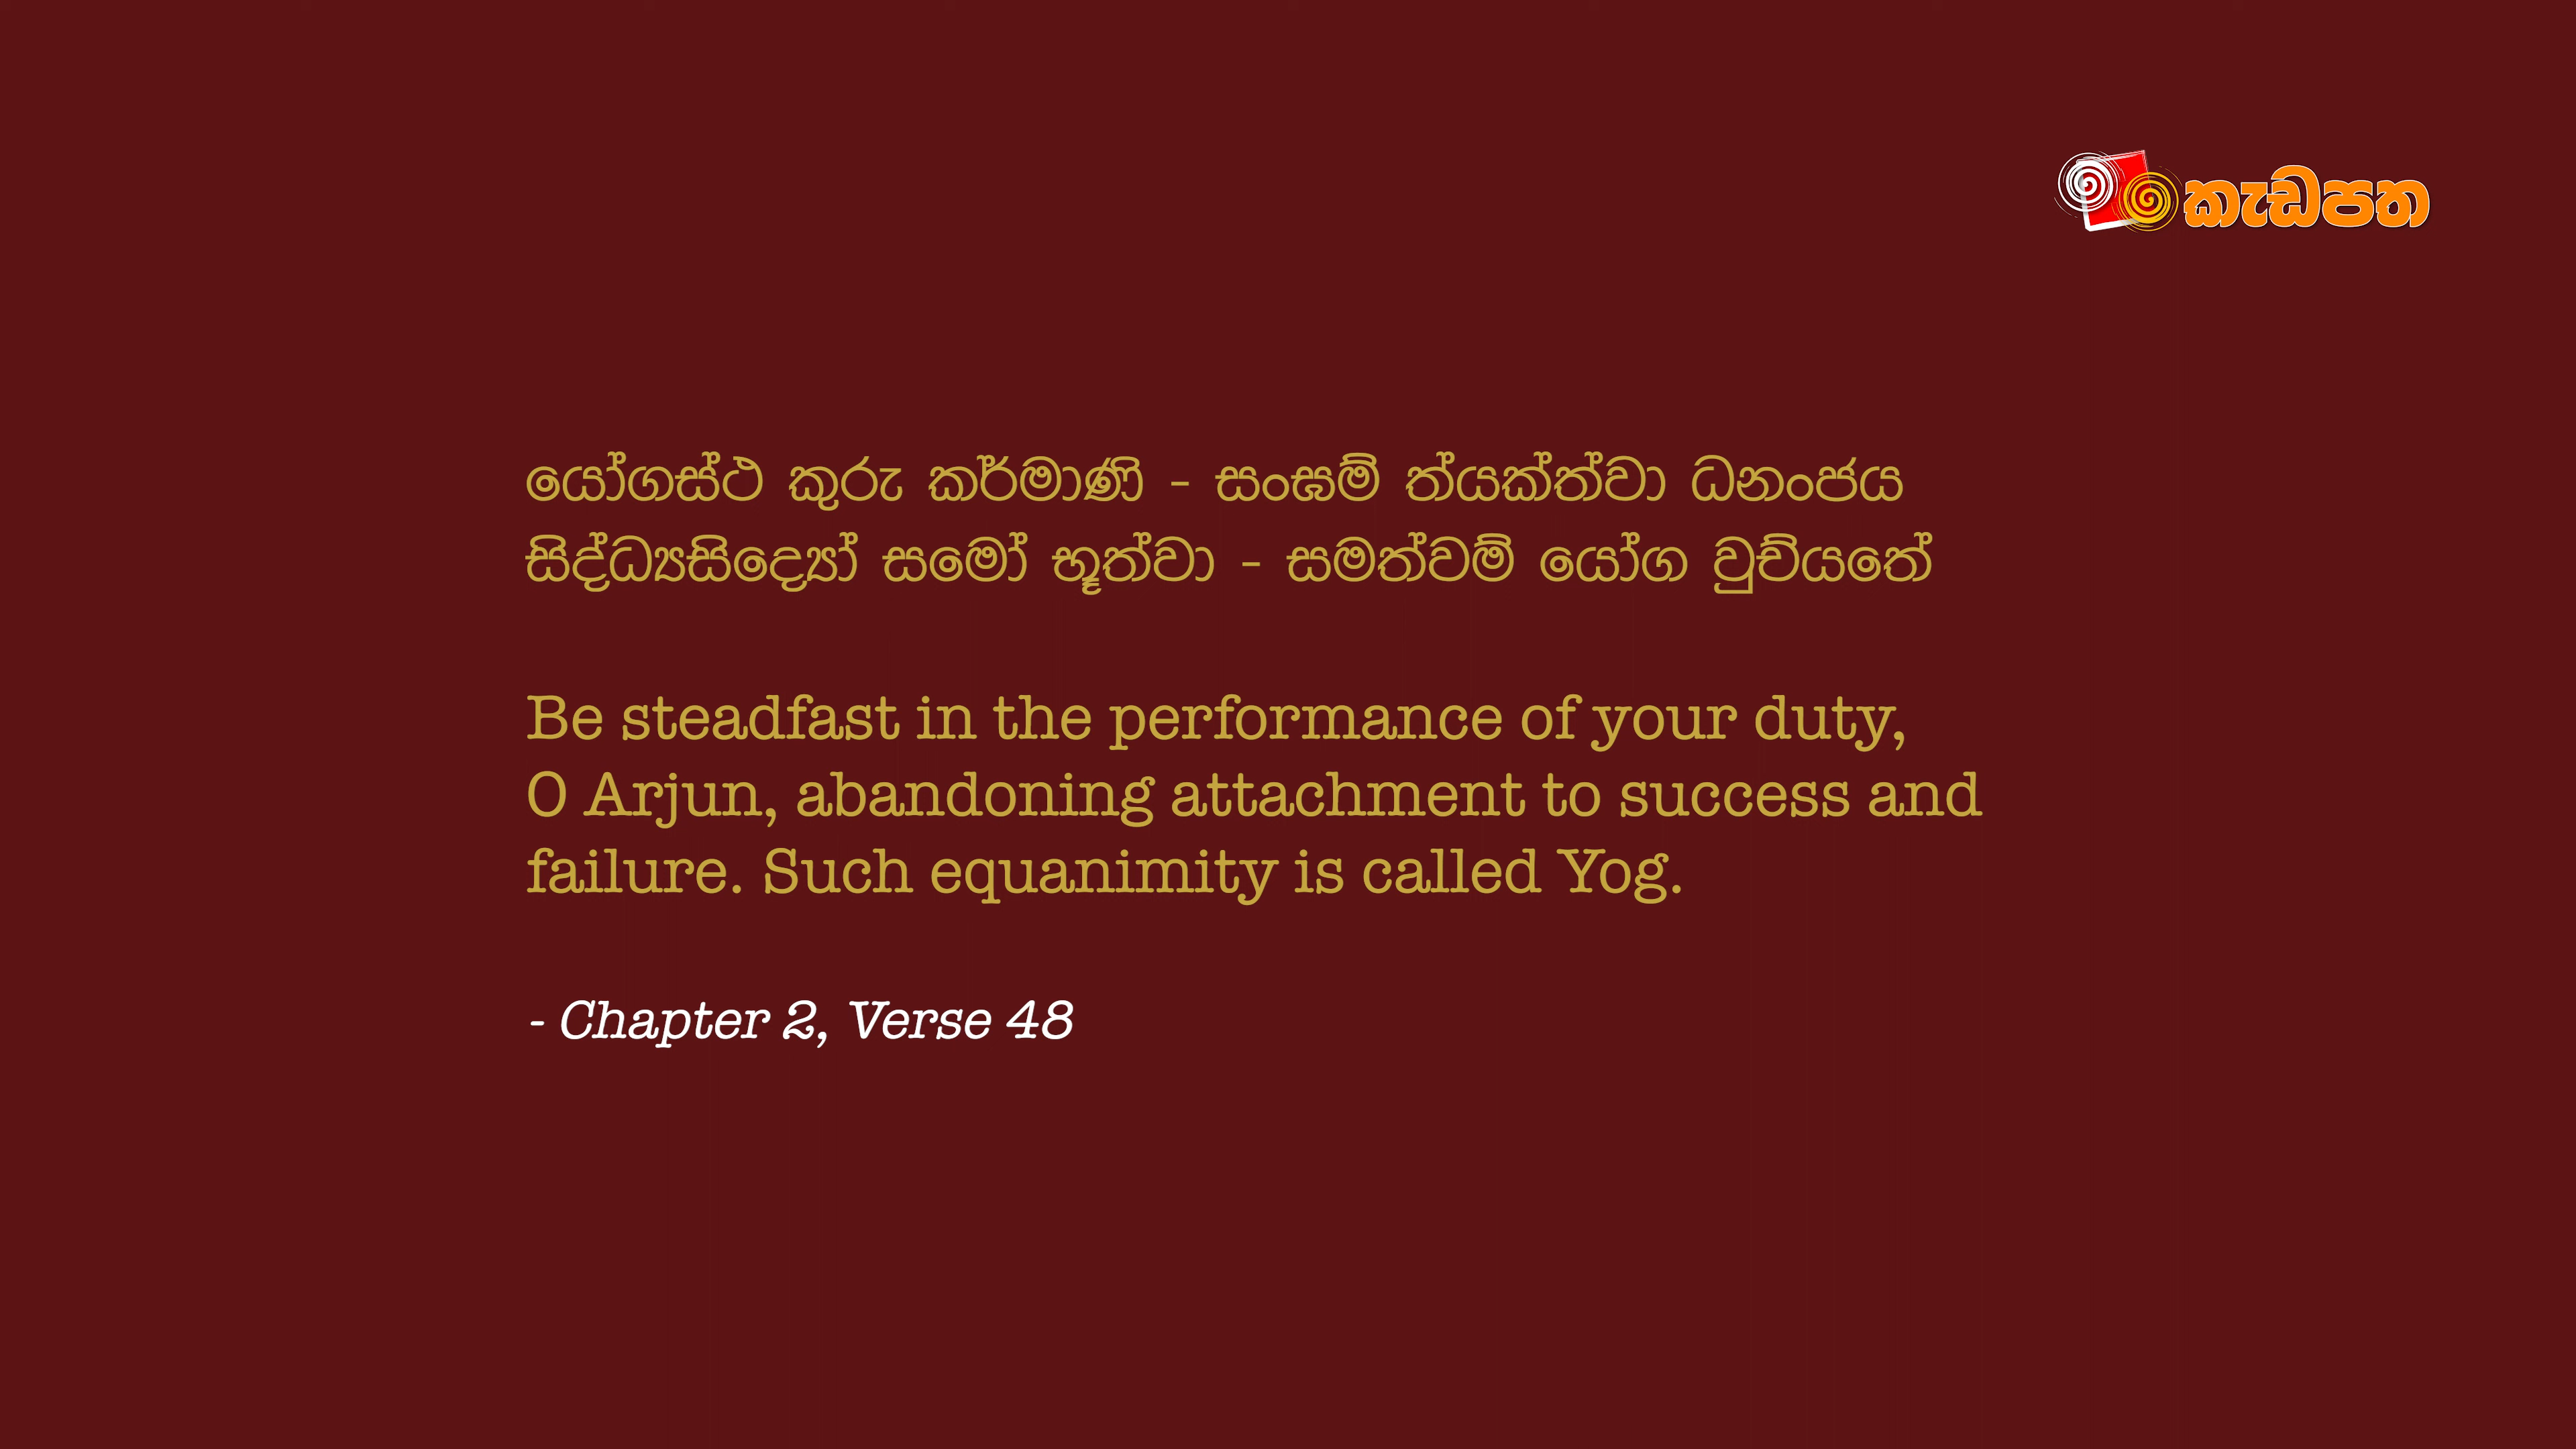 කැඩපත
යෝගස්ථ කුරු කර්මාණි - සංඝම් ත්යක්ත්වා ධනංජය
සිද්ධ්‍යසිද්‍යෝ සමෝ භූත්වා - සමත්වම් යෝග වුච්යතේ
Be steadfast in the performance of your duty,
O Arjun, abandoning attachment to success and
failure. Such equanimity is called Yog.
- Chapter 2, Verse 48